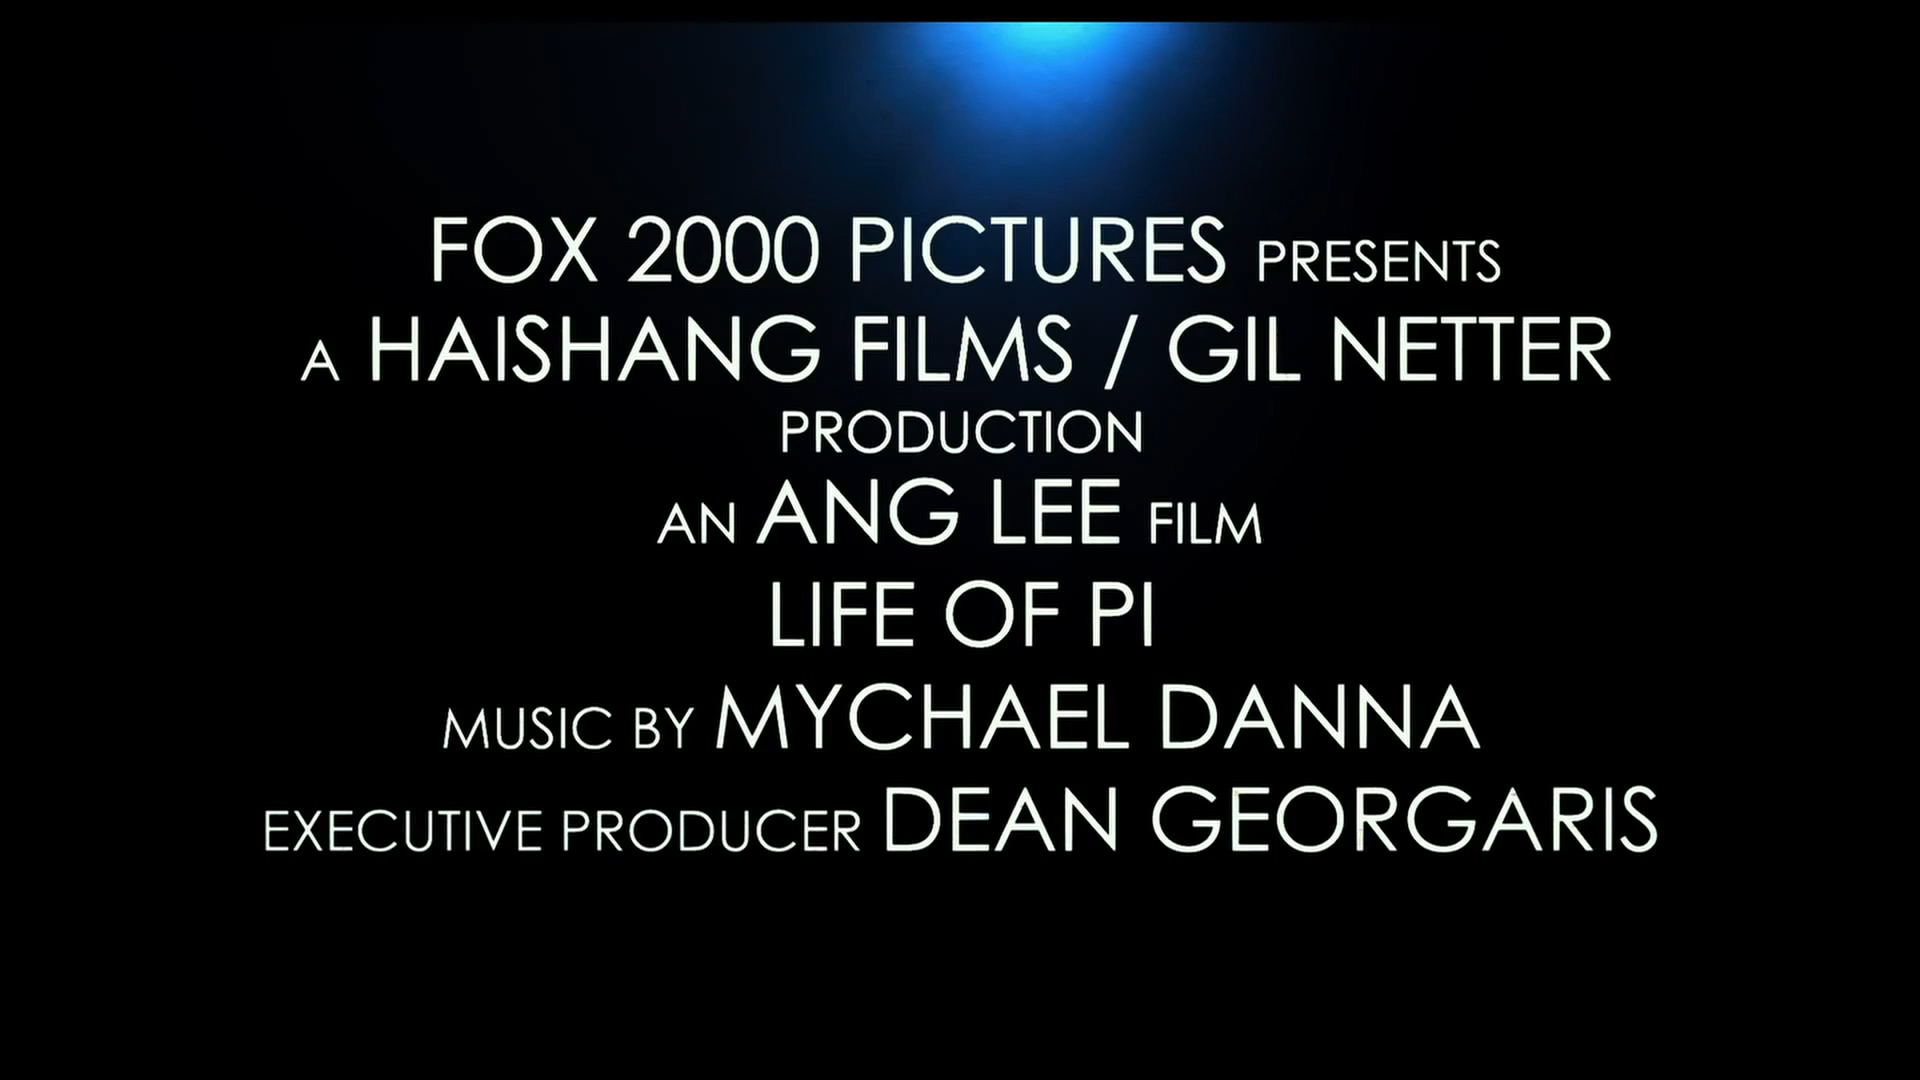 FOX 2000 PICTURES PRESENTS
A HAISHANG FILMS / GIL NETTER
PRODUCTION
AN ANG LEE FILM
LIFE OF PI
MUSIC BY MYCHAEL DANNA
EXECUTIVE PRODUCER DEAN GEORGARIS